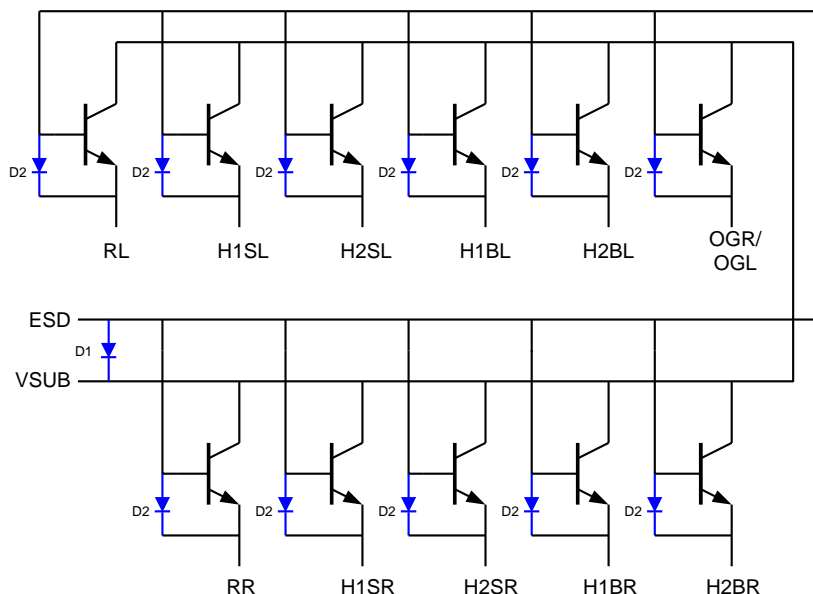 D2 D2 D2 D2 D2 D2
RL H1SL H2SL H1BL H2BL OGR/
OGL
ESD
D1
VSUB
D2 D2 D2 D2 D2
RR H1SR H2SR H1BR H2BR